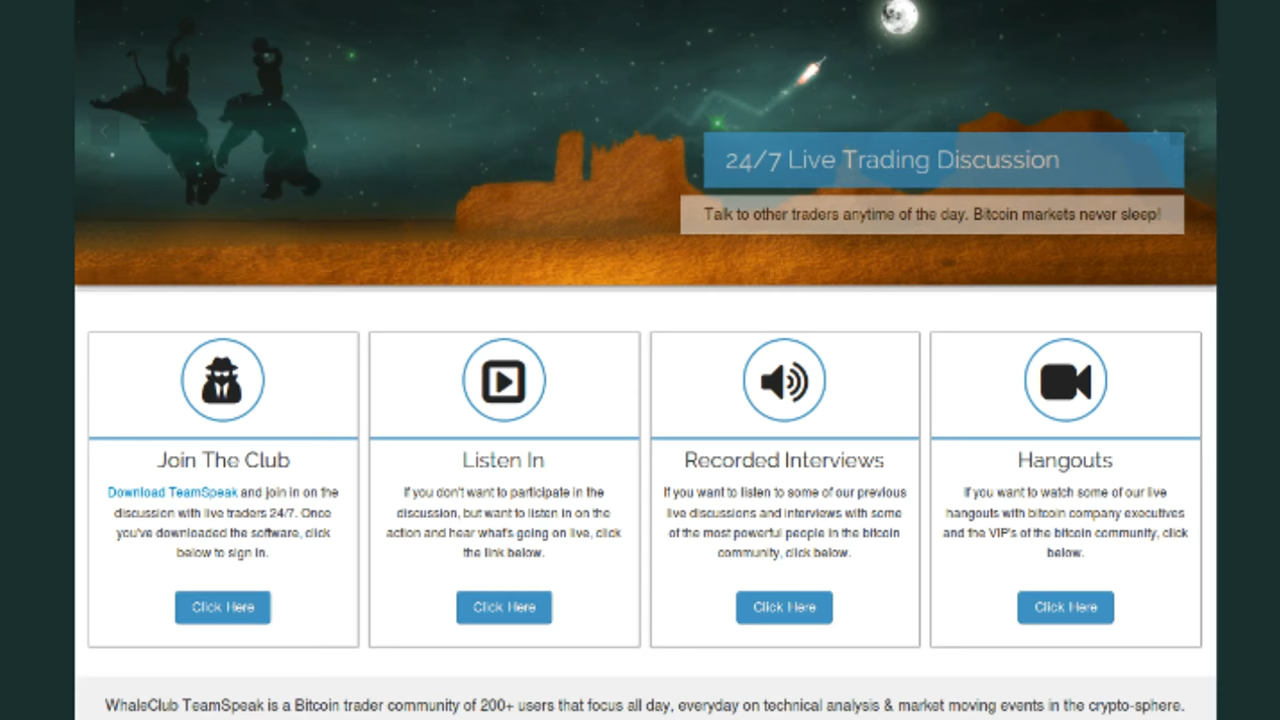 24/7 Live Trading Discussion
Talk to other traders anytime of the day. Bitcoin markets never sleep!
Join The Club
Download TeamSpeak and join in on the
discussion with live traders 24/7. Once
you've downloaded the software, click
below to sign in.
Click Here
Listen In
If you don't want to participate in the
discussion, but want to listen in on the
action and hear what's going on live, click
the link below.
Click Here
Recorded Interviews
If you want to listen to some of our previous
live discussions and interviews with some
of the most powerful people in the bitcoin
community, click below.
Click Here
Hangouts
If you want to watch some of our live
hangouts with bitcoin company executives
and the VIP's of the bitcoin community, click
below.
Click Here
WhaleClub TeamSpeak is a Bitcoin trader community of 200+ users that focus all day, everyday on technical analysis & market moving events in the crypto-sphere.